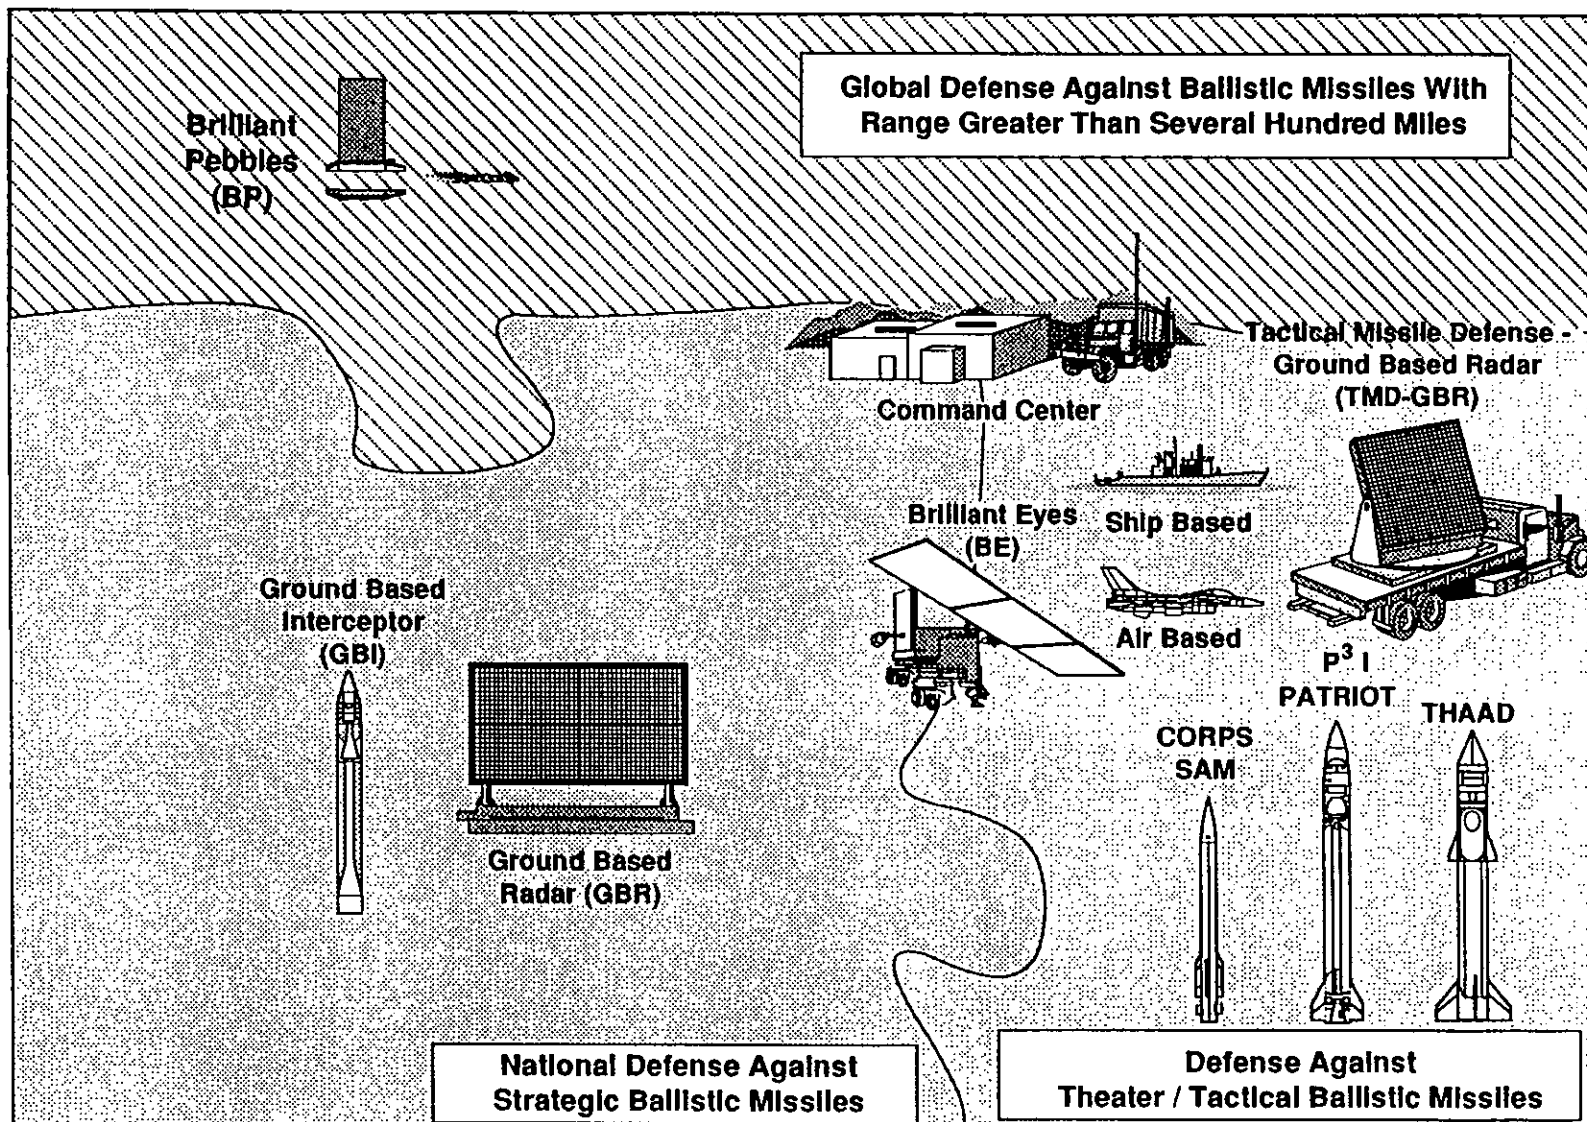 Global Defense Against Ballistic Missiles With
Range Greater Than Several Hundred Miles
Brilliant
Pebbles
(BP)
Tactical Missile Defense -
Ground Based Radar
(TMD-GBR)
Command Center
Brilliant Eyes
(BE)
Ship Based
Air Based
Ground Based
Interceptor
(GBI)
Ground Based
Radar (GBR)
P³ I
PATRIOT
THAAD
CORPS
SAM
National Defense Against
Strategic Ballistic Missiles
Defense Against
Theater / Tactical Ballistic Missiles